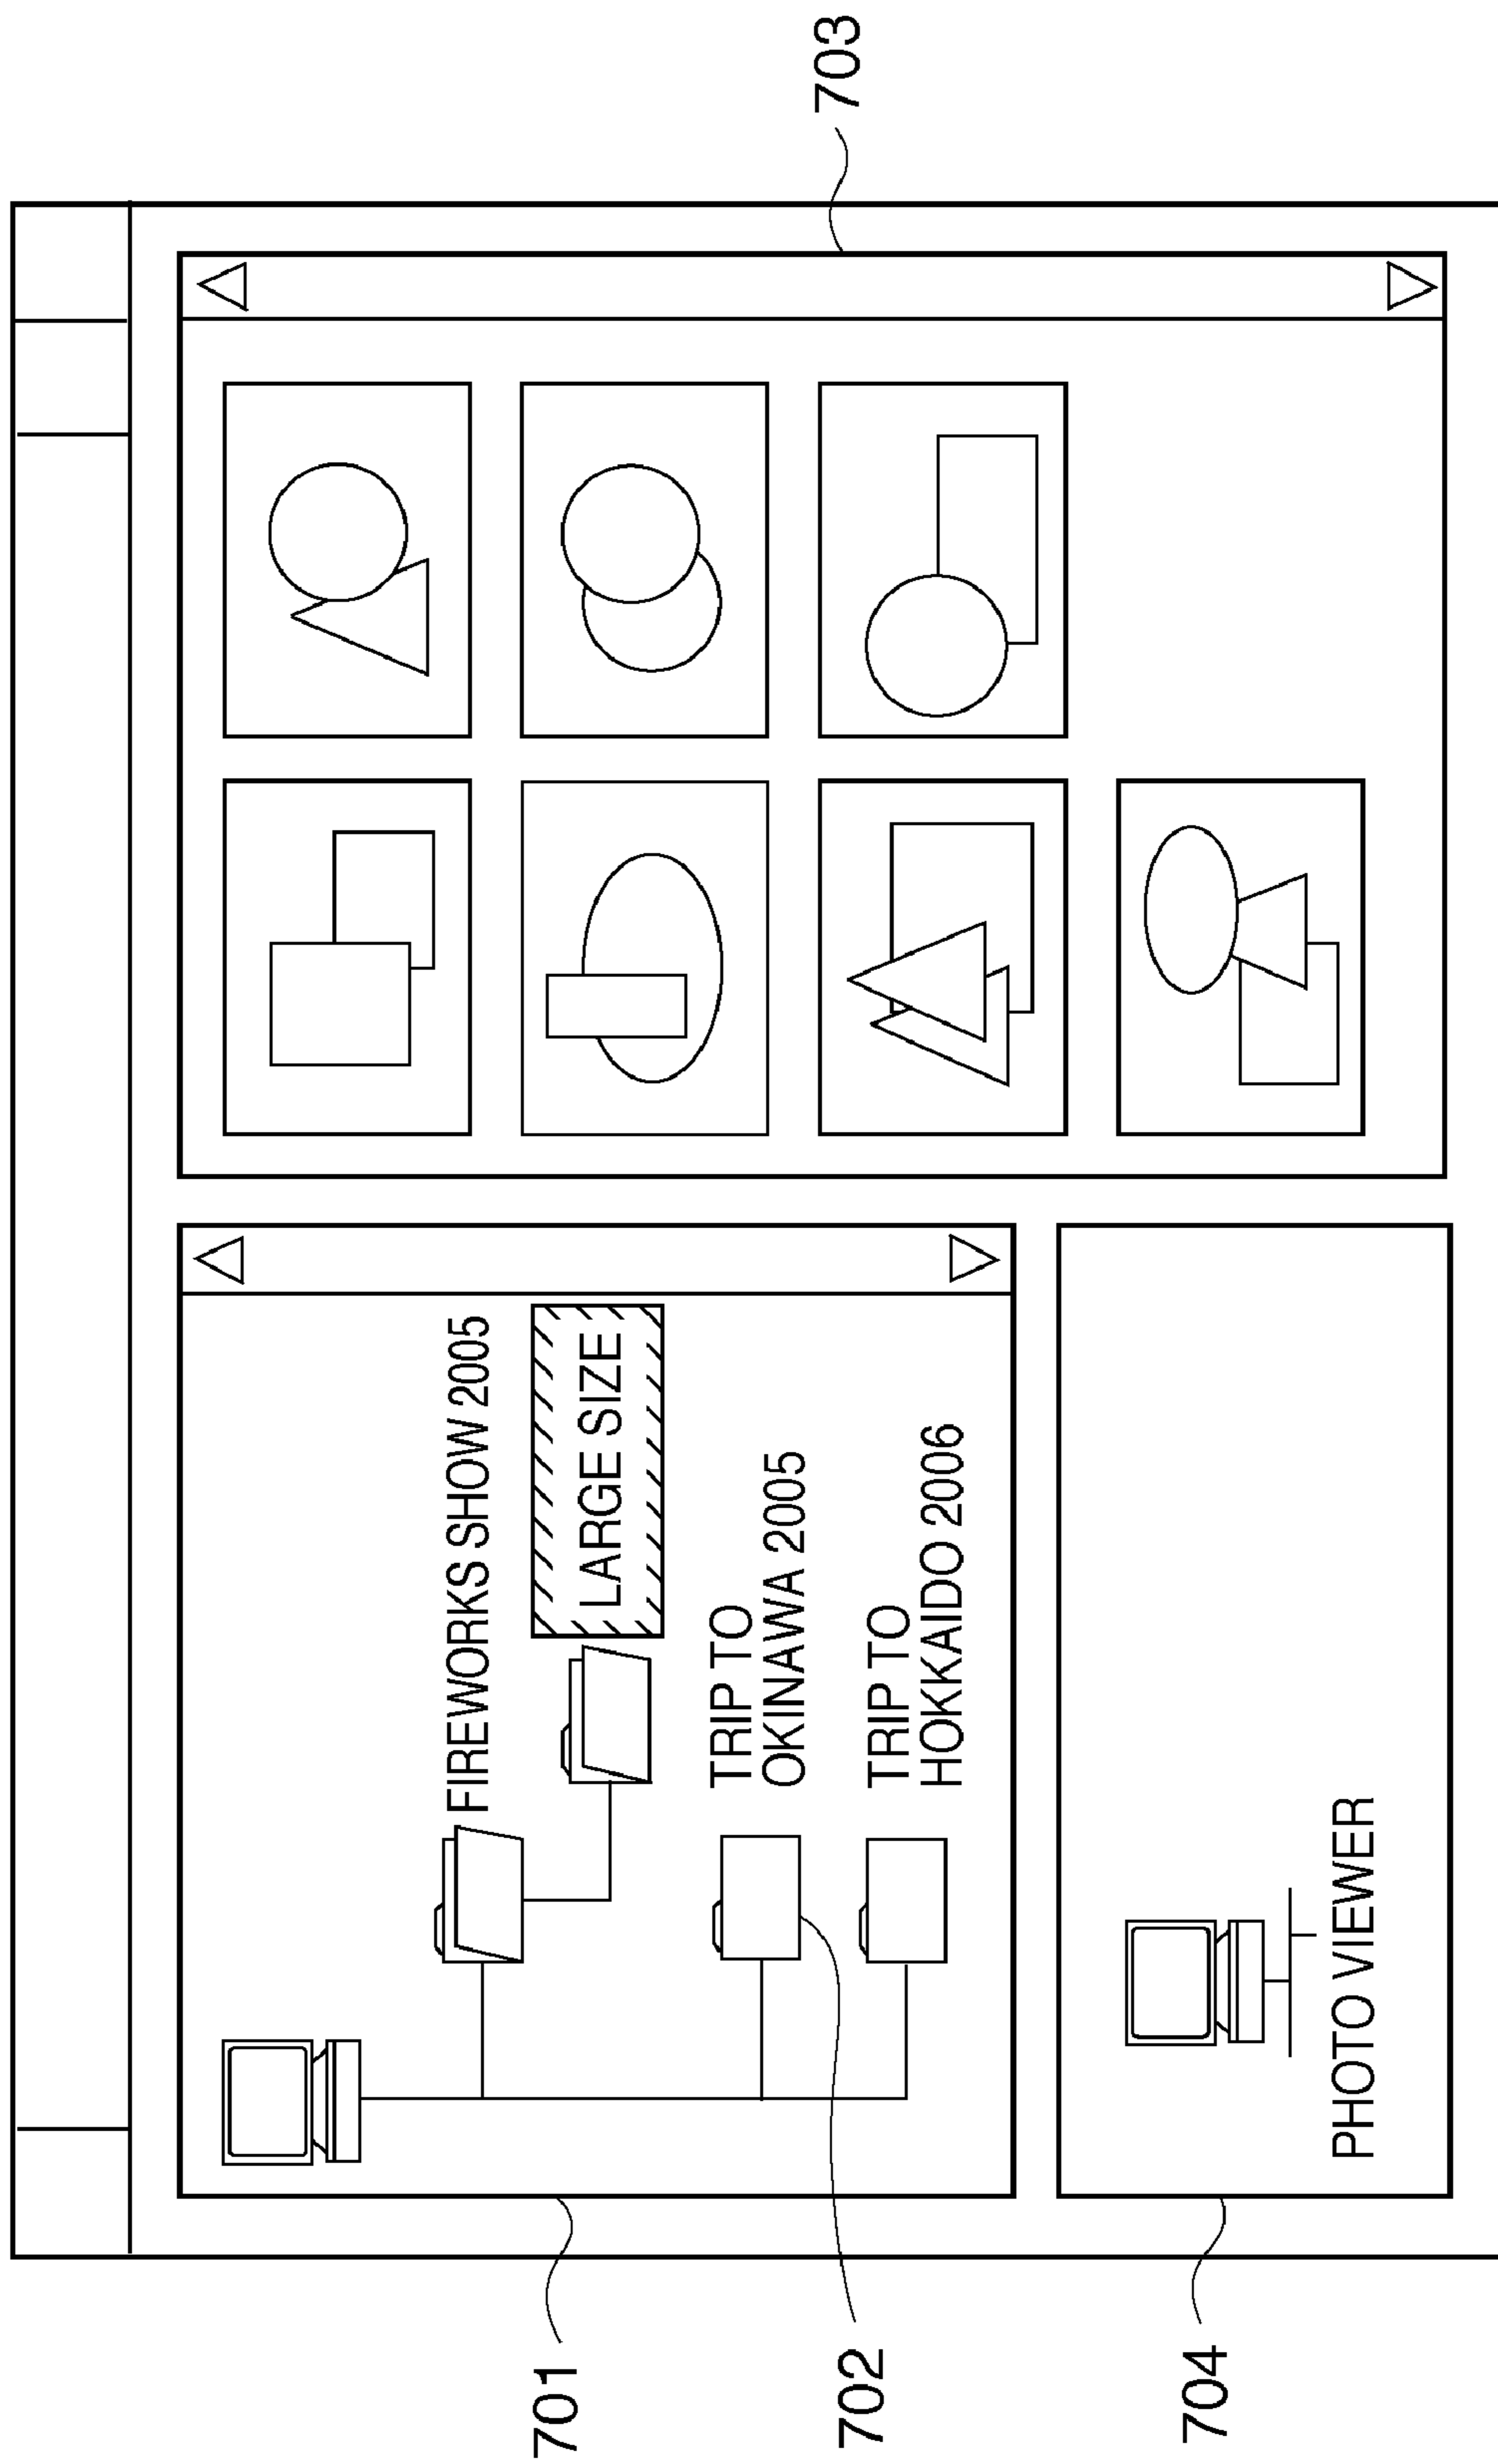 703
701
FIREWORKS SHOW 2005
LARGE SIZE
TRIP TO
OKINAWA 2005
702
TRIP TO
HOKKAIDO 2006
704
PHOTO VIEWER